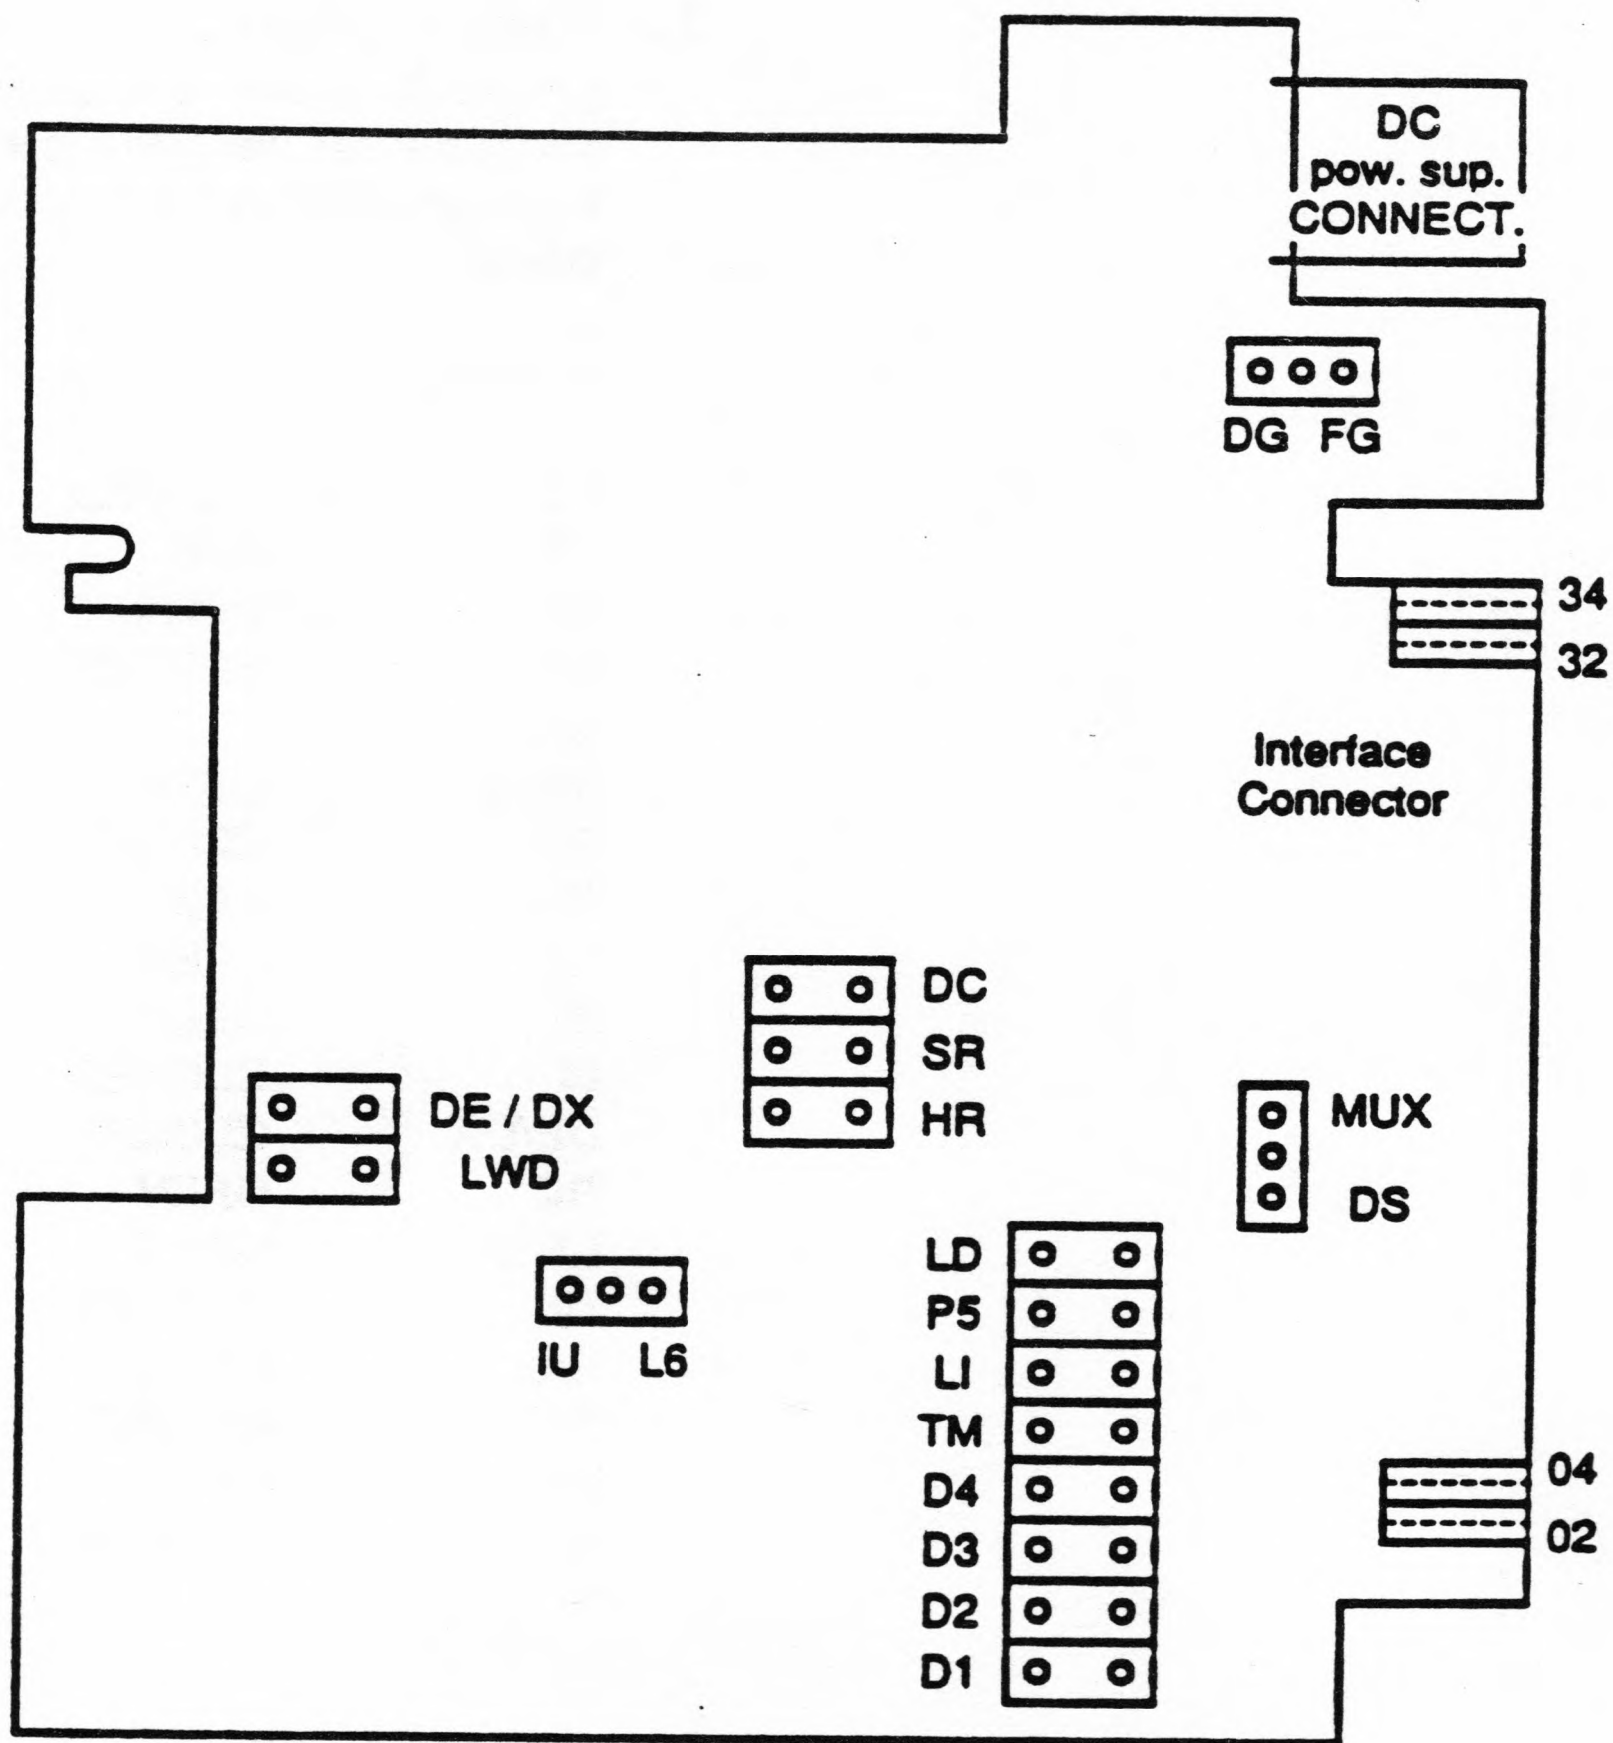 DC
pow. sup.
CONNECT.
DG FG
34
32
Interface
Connector
DC
SR
HR
DE / DX
LWD
MUX
DS
IU L6
LD
P5
LI
TM
D4
D3
D2
D1
04
02